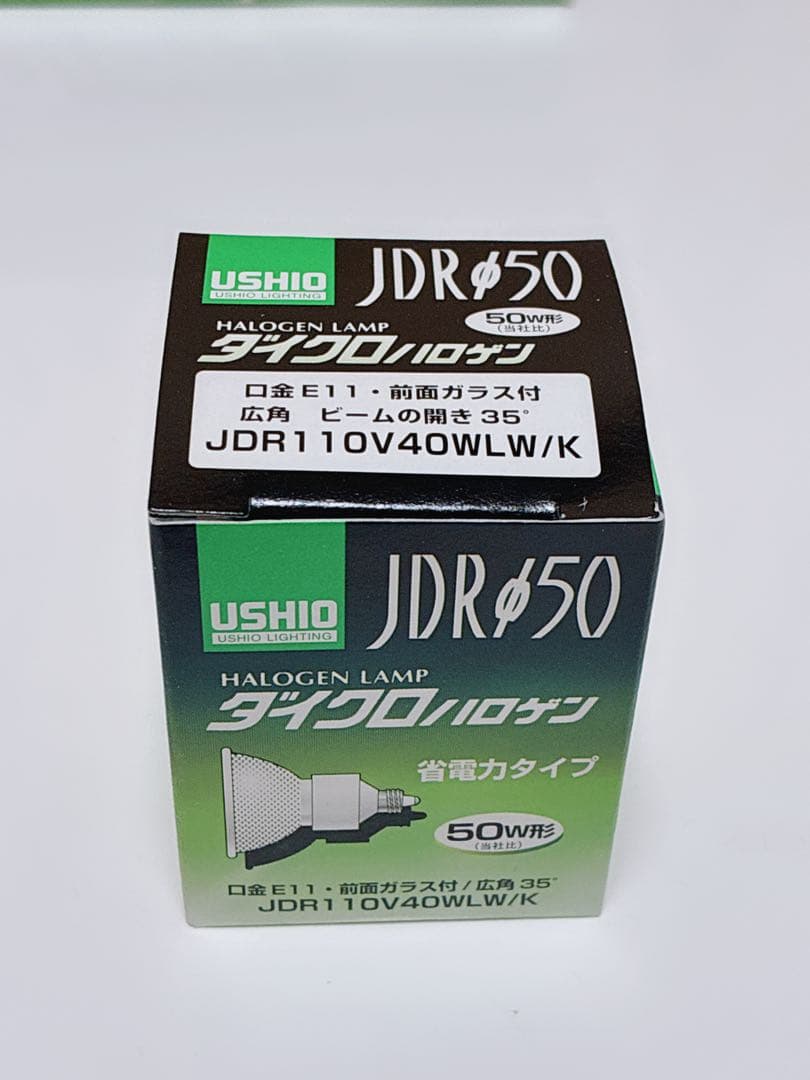 USHIO
USHIO LIGHTING
JDRφ50
50W形
(当社比)
HALOGEN LAMP
ダイクロハロゲン
口金E11・前面ガラス付
広角 ビームの開き35°
JDR110V40WLW/K
USHIO
USHIO LIGHTING
JDRφ50
HALOGEN LAMP
ダイクロハロゲン
省電力タイプ
50W形
(当社比)
口金E11・前面ガラス付/広角35°
JDR110V40WLW/K